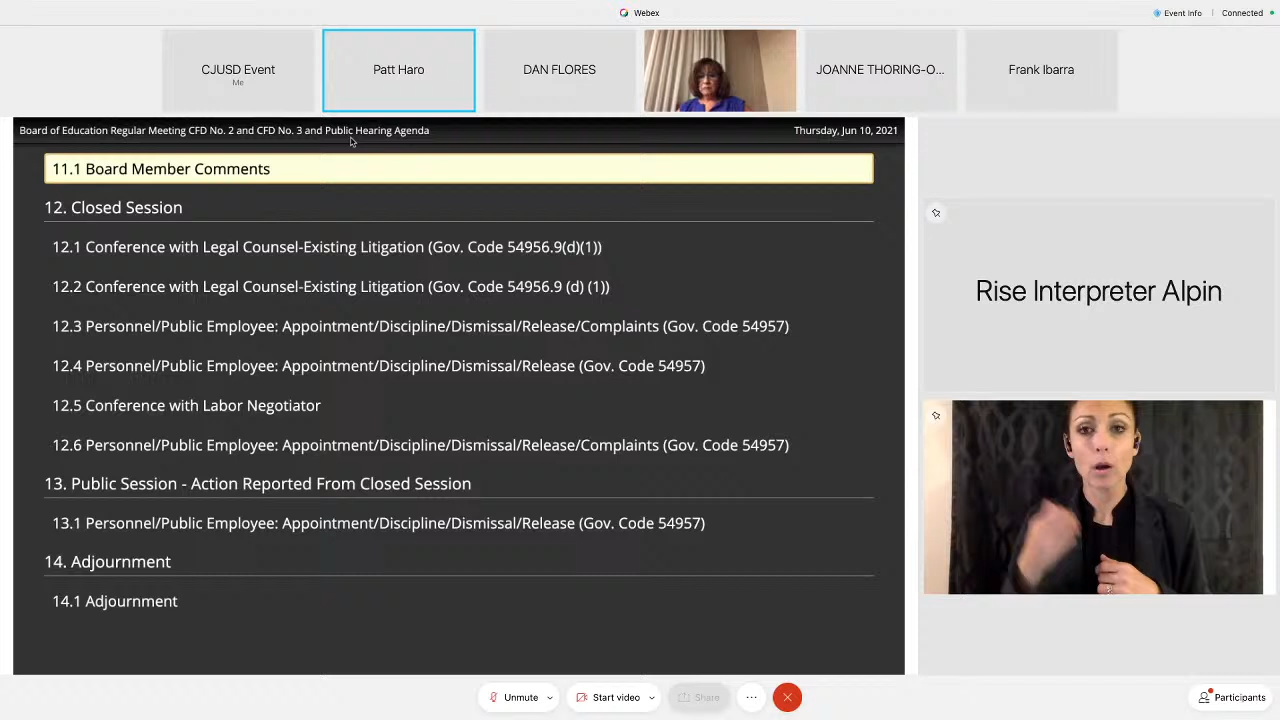 Webex
Event Info
Connected
CJUSD Event
Me
Patt Haro
DAN FLORES
JOANNE THORING-O...
Frank Ibarra
Board of Education Regular Meeting CFD No. 2 and CFD No. 3 and Public Hearing Agenda
Thursday, Jun 10, 2021
11.1 Board Member Comments
12. Closed Session
12.1 Conference with Legal Counsel-Existing Litigation (Gov. Code 54956.9(d)(1))
12.2 Conference with Legal Counsel-Existing Litigation (Gov. Code 54956.9 (d) (1))
12.3 Personnel/Public Employee: Appointment/Discipline/Dismissal/Release/Complaints (Gov. Code 54957)
12.4 Personnel/Public Employee: Appointment/Discipline/Dismissal/Release (Gov. Code 54957)
12.5 Conference with Labor Negotiator
12.6 Personnel/Public Employee: Appointment/Discipline/Dismissal/Release/Complaints (Gov. Code 54957)
13. Public Session - Action Reported From Closed Session
13.1 Personnel/Public Employee: Appointment/Discipline/Dismissal/Release (Gov. Code 54957)
14. Adjournment
14.1 Adjournment
Rise Interpreter Alpin
Unmute
Start video
Share
Participants